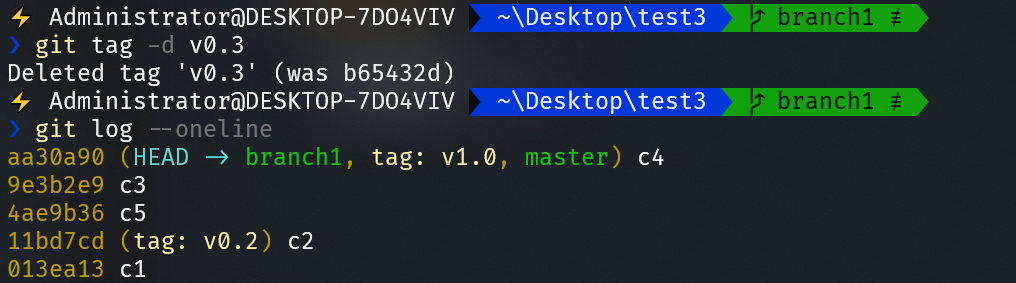 ⚡ Administrator@DESKTOP-7DO4VIV ~\Desktop\test3 branch1 ≢
❯ git tag -d v0.3
Deleted tag 'v0.3' (was b65432d)
⚡ Administrator@DESKTOP-7DO4VIV ~\Desktop\test3 branch1 ≢
❯ git log --oneline
aa30a90 (HEAD -> branch1, tag: v1.0, master) c4
9e3b2e9 c3
4ae9b36 c5
11bd7cd (tag: v0.2) c2
013ea13 c1